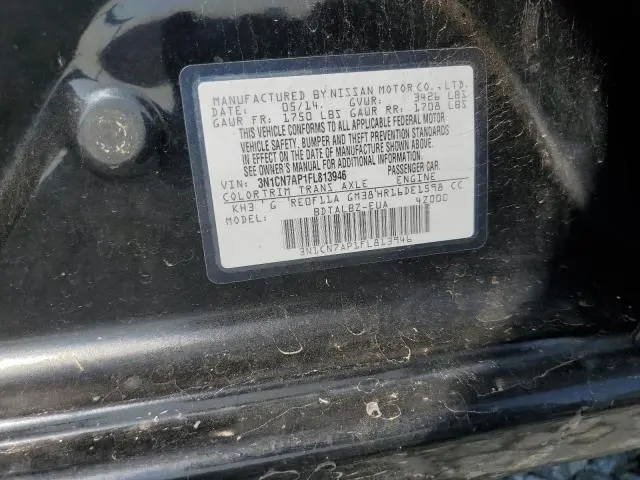 MANUFACTURED BY NISSAN MOTOR CO., LTD.
DATE: 05/14. GVWR: 3426 LBS
GAWR FR: 1750 LBS GAWR RR: 1708 LBS
THIS VEHICLE CONFORMS TO ALL APPLICABLE FEDERAL MOTOR
VEHICLE SAFETY, BUMPER AND THEFT PREVENTION STANDARDS
IN EFFECT ON THE DATE OF MANUFACTURE SHOWN ABOVE.
SEE OWNER'S MANUAL FOR ADDITIONAL INFORMATION.
VIN: 3N1CN7AP1FL813946 PASSENGER CAR
COLOR TRIM TRANS AXLE ENGINE
KH3 G RE0F11A GM38 HR16DE1598 CC
MODEL: BDTALBZ-EUA 42000
3N1CN7AP1FL813946